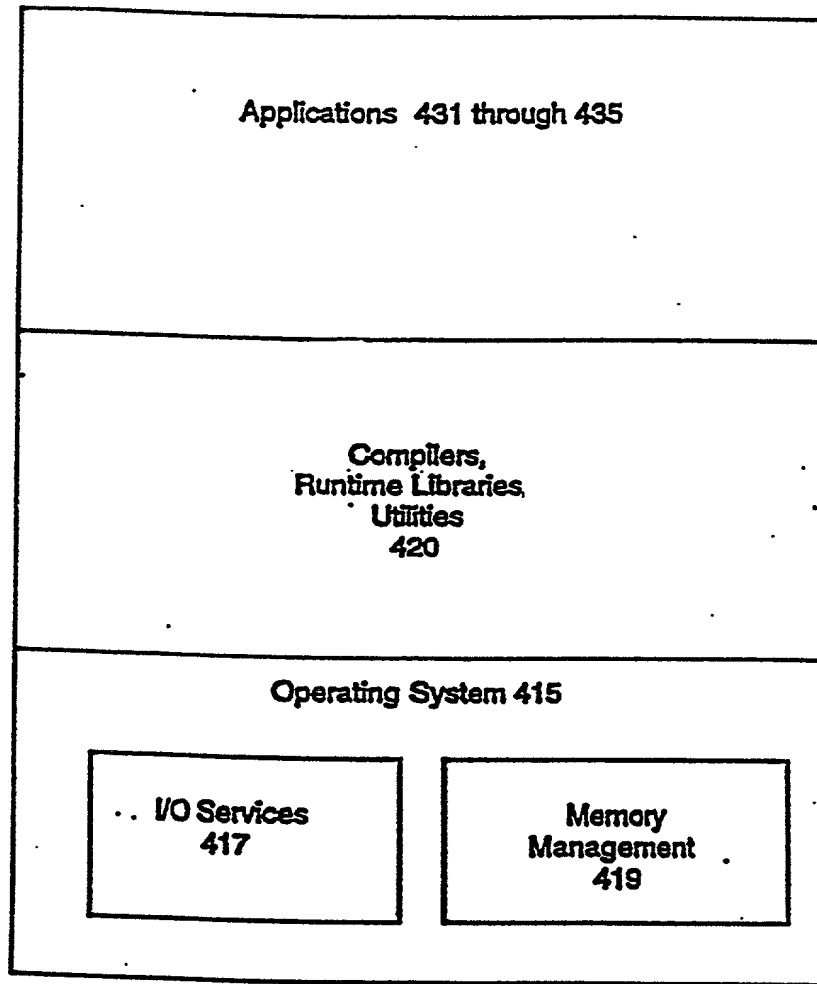 Applications 431 through 435
Compilers,
Runtime Libraries,
Utilities
420
Operating System 415
I/O Services
417
Memory
Management
419